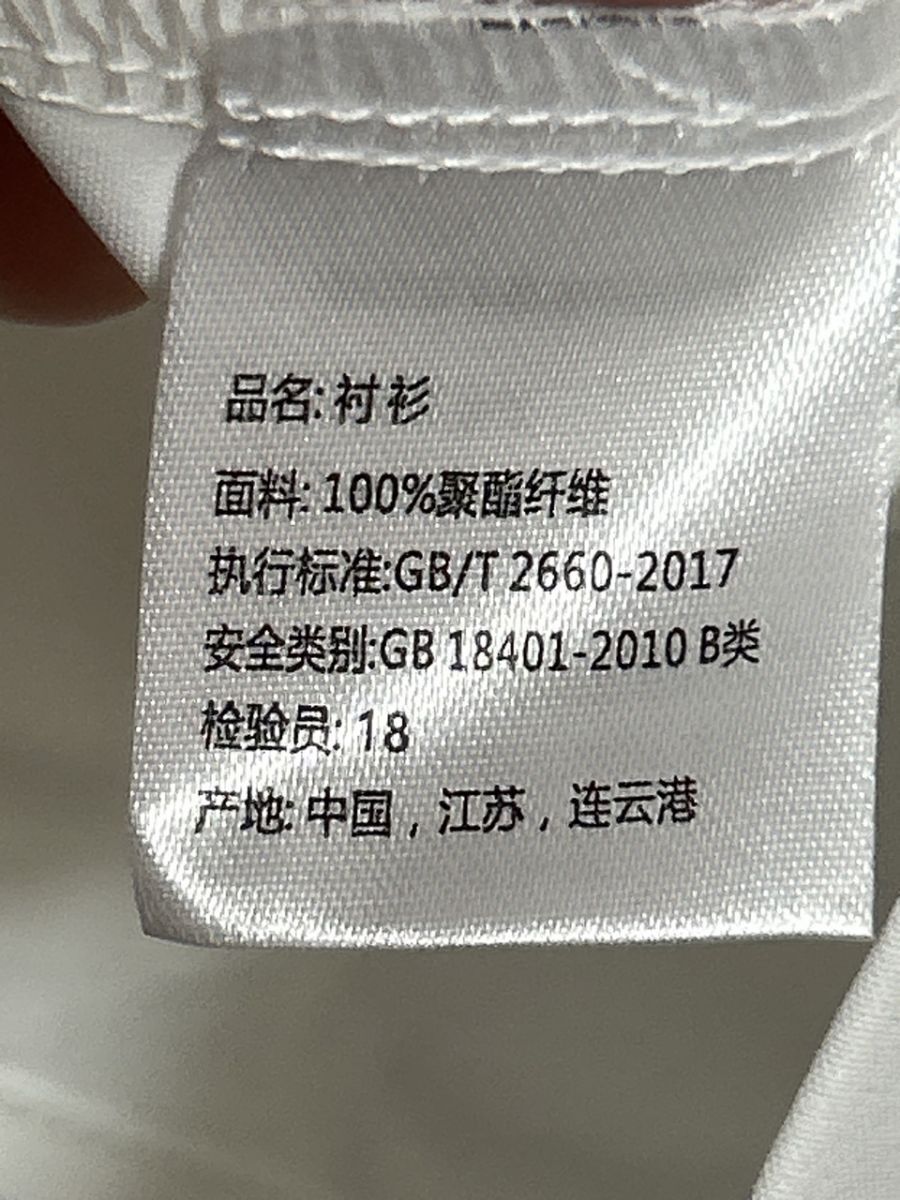 品名: 衬衫
面料: 100%聚酯纤维
执行标准:GB/T 2660-2017
安全类别:GB 18401-2010 B类
检验员: 18
产地: 中国，江苏，连云港